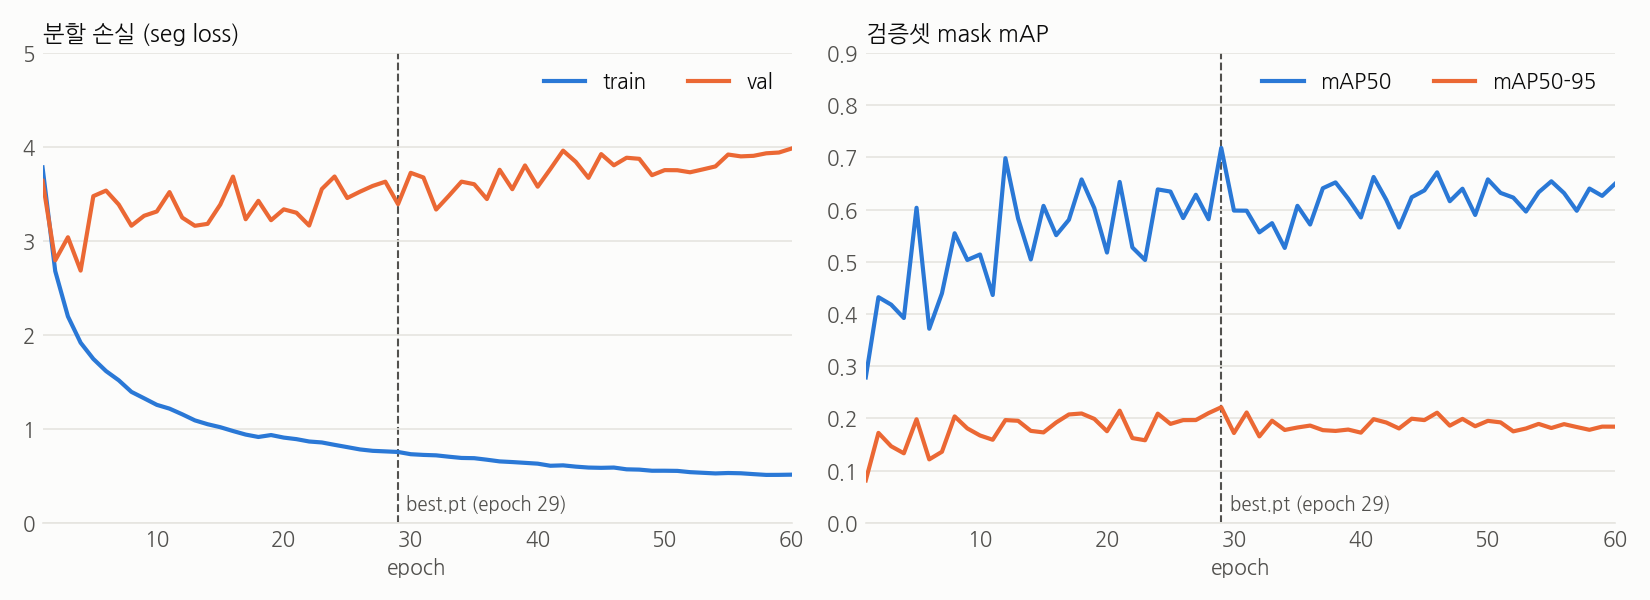 분할 손실 (seg loss)
train
val
5
4
3
2
1
0
best.pt (epoch 29)
10
20
30
40
50
60
epoch
검증셋 mask mAP
mAP50
mAP50-95
0.9
0.8
0.7
0.6
0.5
0.4
0.3
0.2
0.1
0.0
best.pt (epoch 29)
10
20
30
40
50
60
epoch